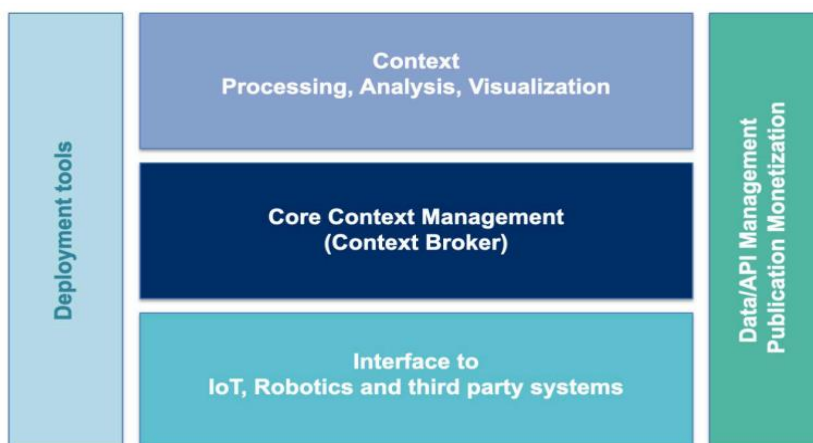 Deployment tools
Context
Processing, Analysis, Visualization
Core Context Management
(Context Broker)
Interface to
IoT, Robotics and third party systems
Data/API Management
Publication Monetization